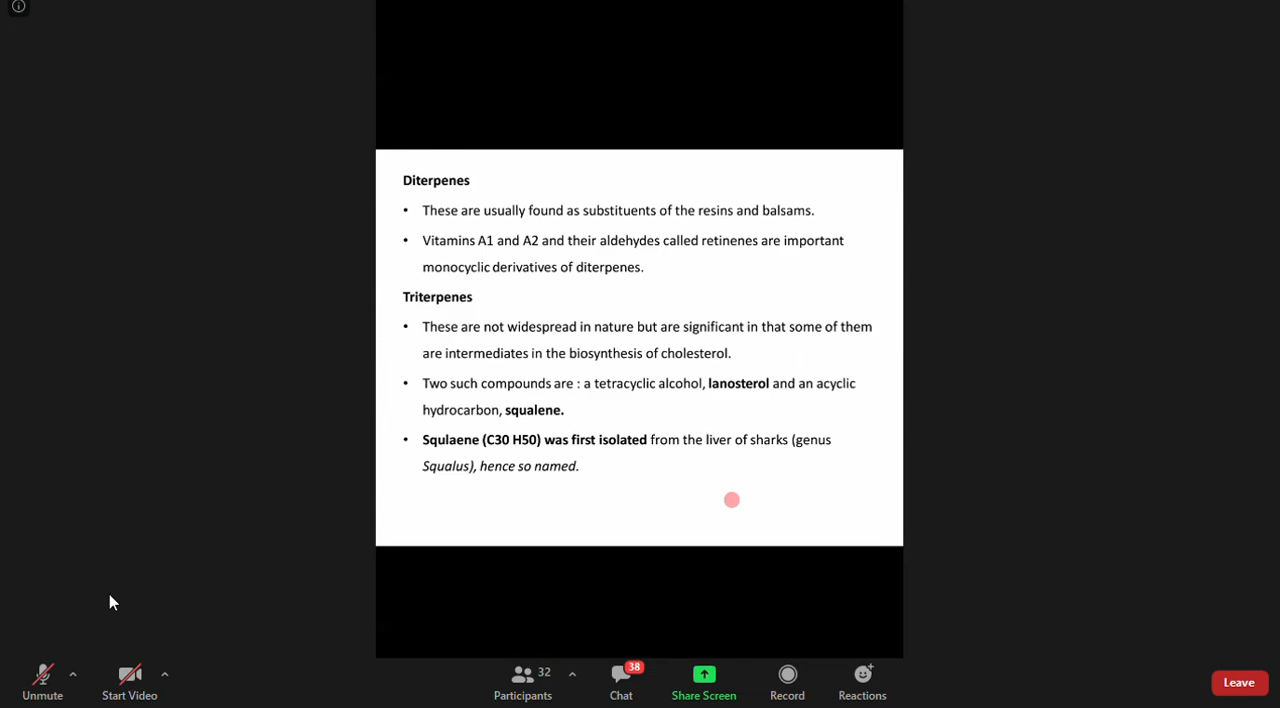 Diterpenes
• These are usually found as substituents of the resins and balsams.
• Vitamins A1 and A2 and their aldehydes called retinenes are important
monocyclic derivatives of diterpenes.
Triterpenes
• These are not widespread in nature but are significant in that some of them
are intermediates in the biosynthesis of cholesterol.
• Two such compounds are : a tetracyclic alcohol, lanosterol and an acyclic
hydrocarbon, squalene.
• Squlaene (C30 H50) was first isolated from the liver of sharks (genus
Squalus), hence so named.
Unmute
Start Video
32
Participants
38
Chat
Share Screen
Record
Reactions
Leave